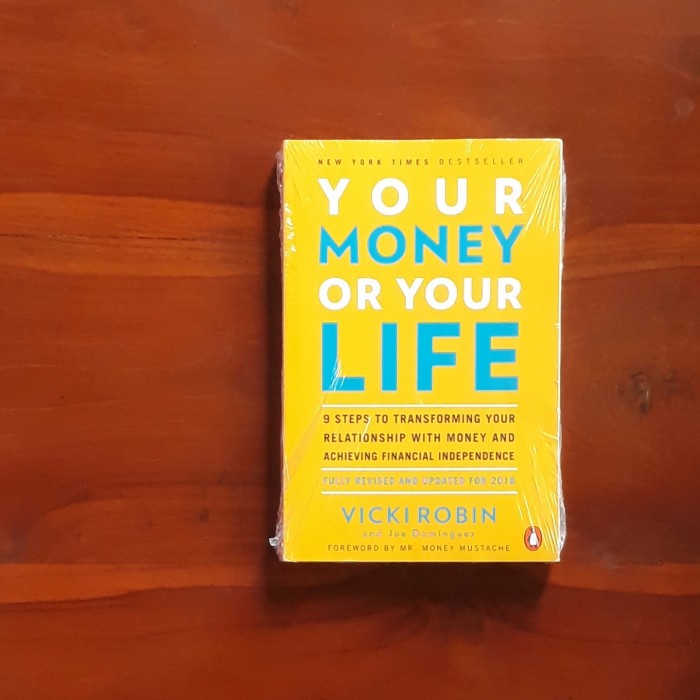 NEW YORK TIMES BESTSELLER
YOUR
MONEY
OR YOUR
LIFE
9 STEPS TO TRANSFORMING YOUR
RELATIONSHIP WITH MONEY AND
ACHIEVING FINANCIAL INDEPENDENCE
FULLY REVISED AND UPDATED FOR 2018
VICKI ROBIN
and Joe Dominguez
FOREWORD BY MR. MONEY MUSTACHE